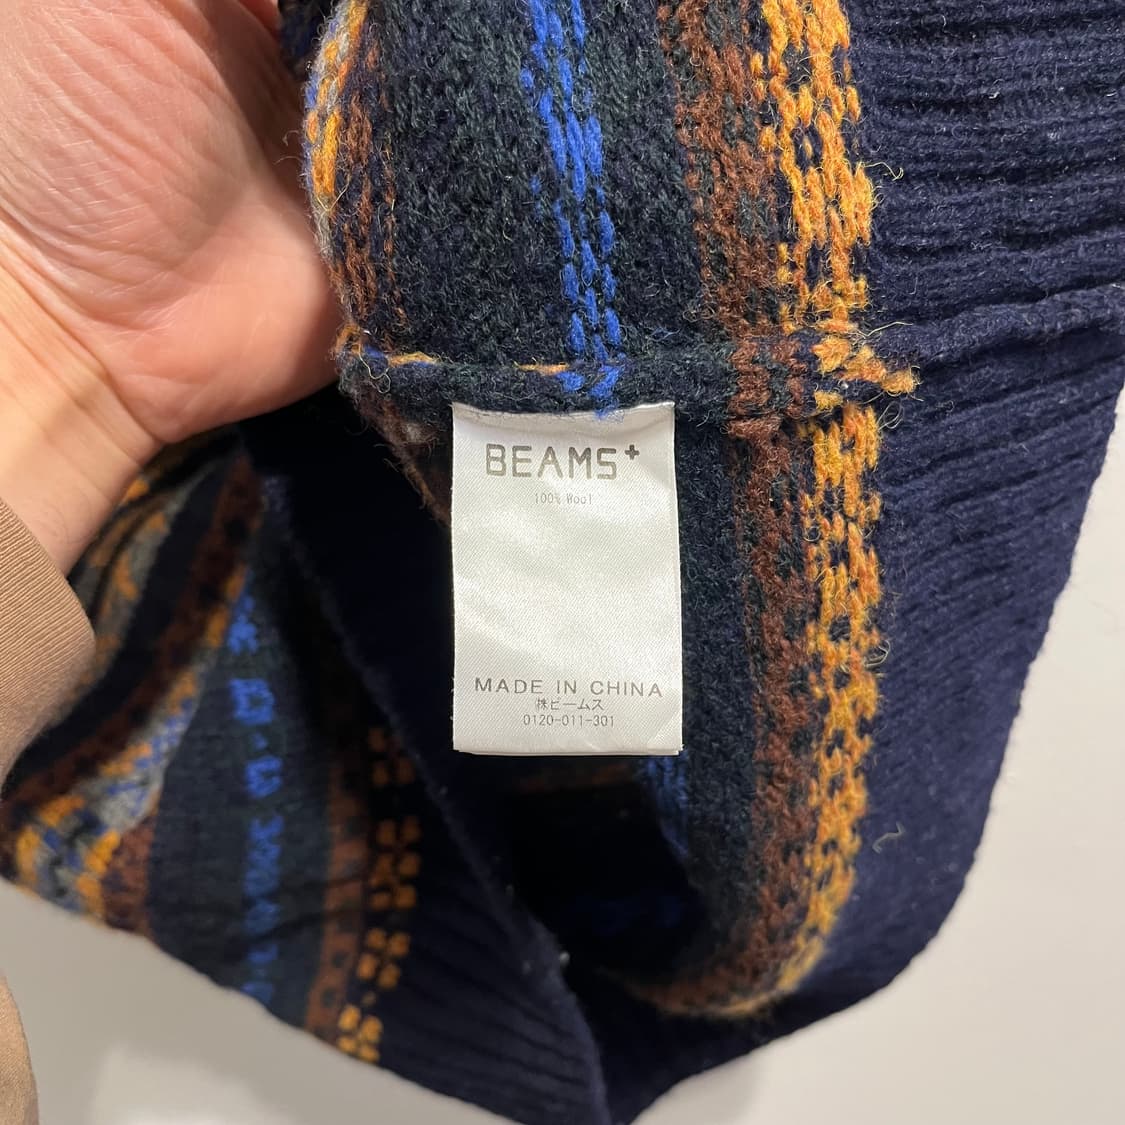 BEAMS+
100% Wool
MADE IN CHINA
㈱ビームス
0120-011-301